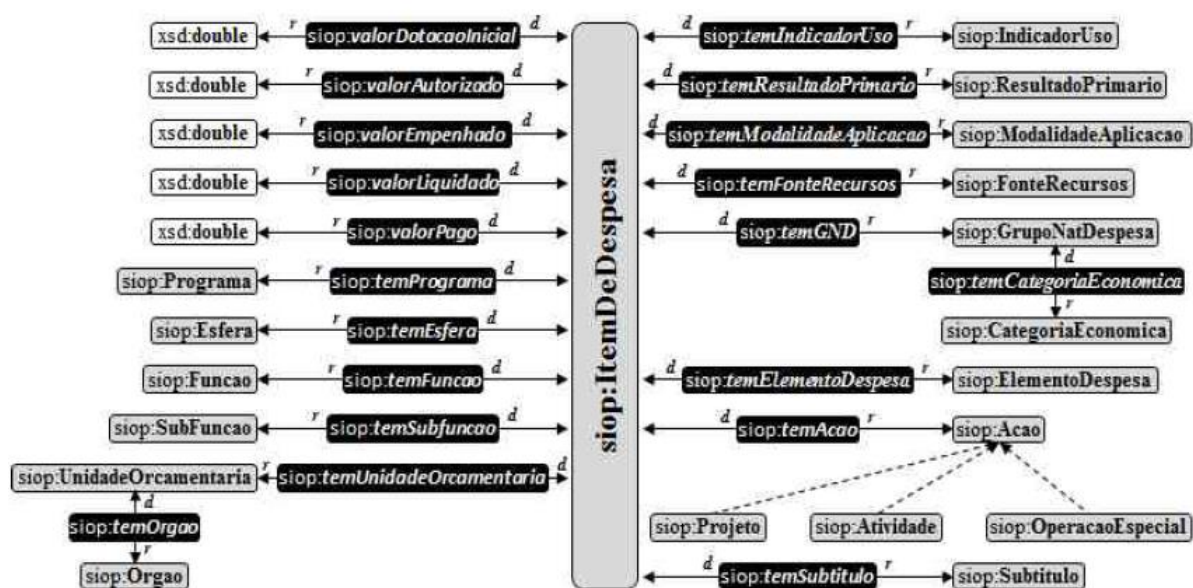 r d d r
xsd:double siop:valorDotacaoInicial siop:temIndicadorUso siop:IndicadorUso
r d d r
xsd:double siop:valorAutorizado siop:temResultadoPrimario siop:ResultadoPrimario
r d d r
xsd:double siop:valorEmpenhado siop:temModalidadeAplicacao siop:ModalidadeAplicacao
r d d r
xsd:double siop:valorLiquidado siop:temFonteRecursos siop:FonteRecursos
r d d r
xsd:double siop:valorPago siop:temGND siop:GrupoNatDespesa
r d d
siop:Programa siop:temPrograma siop:temCategoriaEconomica
r d r
siop:Esfera siop:temEsfera siop:CategoriaEconomica
siop:ItemDeDespesa
r d d r
siop:Funcao siop:temFuncao siop:temElementoDespesa siop:ElementoDespesa
r d d r
siop:SubFuncao siop:temSubfuncao siop:temAcao siop:Acao
r d
siop:UnidadeOrcamentaria siop:temUnidadeOrcamentaria
d
siop:temOrgao siop:Projeto siop:Atividade siop:OperacaoEspecial
r d r
siop:Orgao siop:temSubtitulo siop:Subtitulo